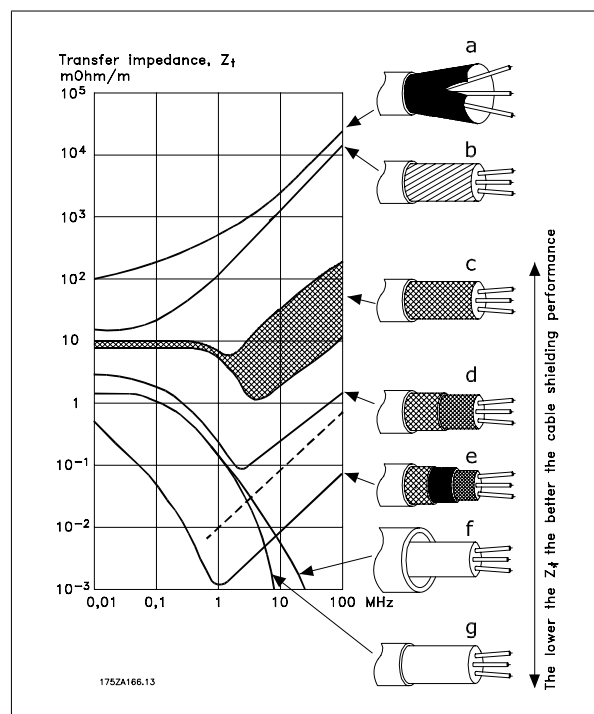 Transfer impedance, Zt
mOhm/m
10⁵
10⁴
10³
10²
10
1
10⁻¹
10⁻²
10⁻³
0,01 0,1 1 10 100 MHz
a
b
c
d
e
f
g
The lower the Zt the better the cable shielding performance
175ZA166.13